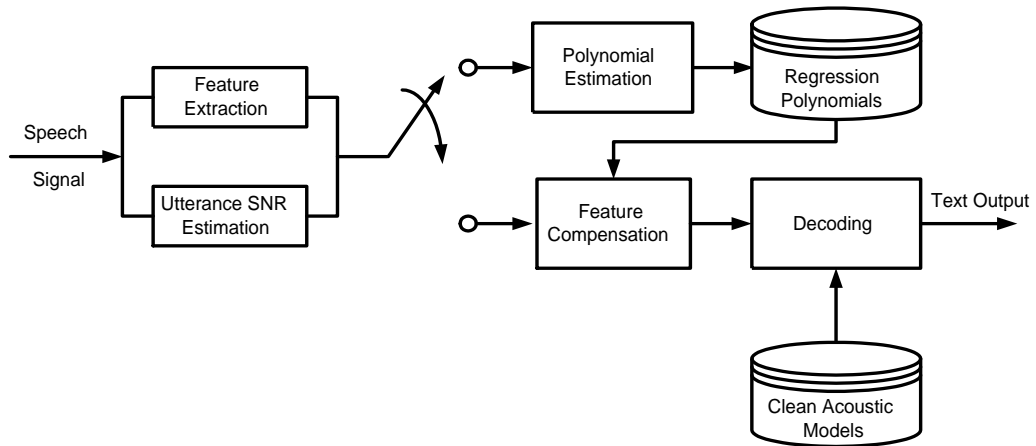 Speech
Signal
Feature
Extraction
Utterance SNR
Estimation
Polynomial
Estimation
Regression
Polynomials
Feature
Compensation
Decoding
Text Output
Clean Acoustic
Models